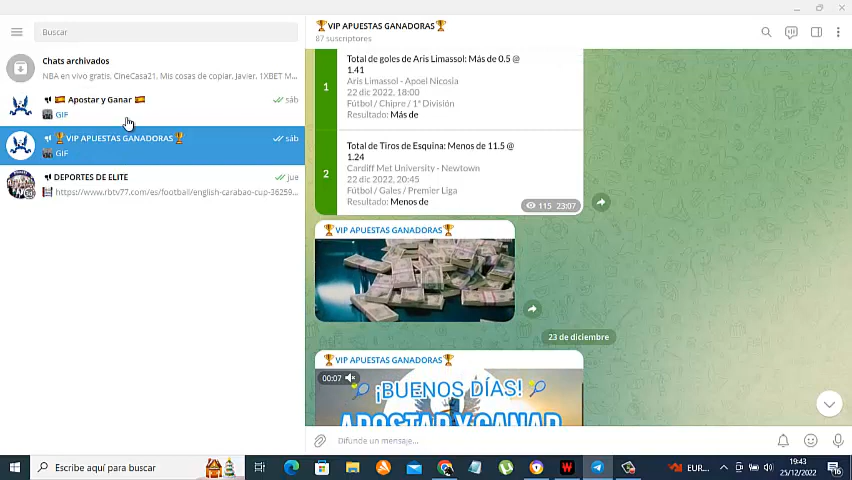 Buscar
Chats archivados
NBA en vivo gratis, CineCasa21, Mis cosas de copiar, Javier, 1XBET M...
Apostar y Ganar
sáb
GIF
VIP APUESTAS GANADORAS
sáb
GIF
DEPORTES DE ELITE
jue
https://www.rbtv77.com/es/football/english-carabao-cup-36259...
VIP APUESTAS GANADORAS
87 suscriptores
1
Total de goles de Aris Limassol: Más de 0.5 @
1.41
Aris Limassol - Apoel Nicosia
22 dic 2022, 18:00
Fútbol / Chipre / 1ª División
Resultado: Más de
2
Total de Tiros de Esquina: Menos de 11.5 @
1.24
Cardiff Met University - Newtown
22 dic 2022, 20:45
Fútbol / Gales / Premier Liga
Resultado: Menos de
115 23:07
VIP APUESTAS GANADORAS
23 de diciembre
VIP APUESTAS GANADORAS
00:07
¡BUENOS DÍAS!
APOSTAR Y GANAR
Difunde un mensaje...
Escribe aquí para buscar
EUR...
19:43
25/12/2022
16